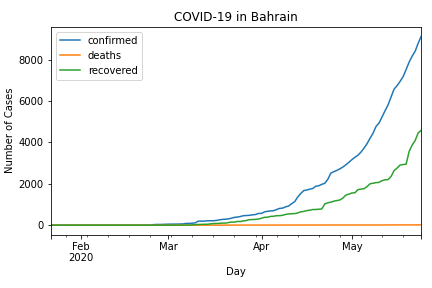 COVID-19 in Bahrain
confirmed
deaths
recovered
Number of Cases
8000
6000
4000
2000
0
Feb
2020
Mar
Apr
May
Day